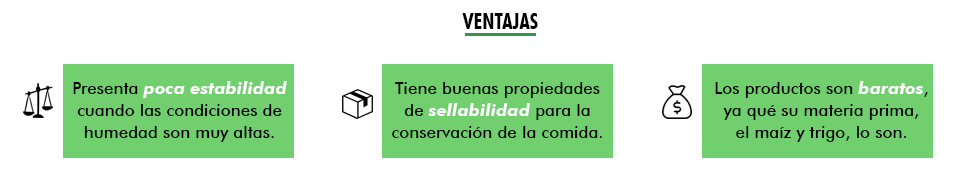 VENTAJAS
Presenta poca estabilidad
cuando las condiciones de
humedad son muy altas.
Tiene buenas propiedades
de sellabilidad para la
conservación de la comida.
Los productos son baratos,
ya qué su materia prima,
el maíz y trigo, lo son.